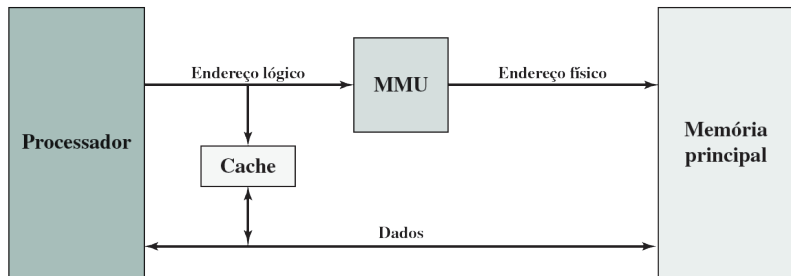 Endereço lógico
MMU
Endereço físico
Processador
Cache
Memória
principal
Dados